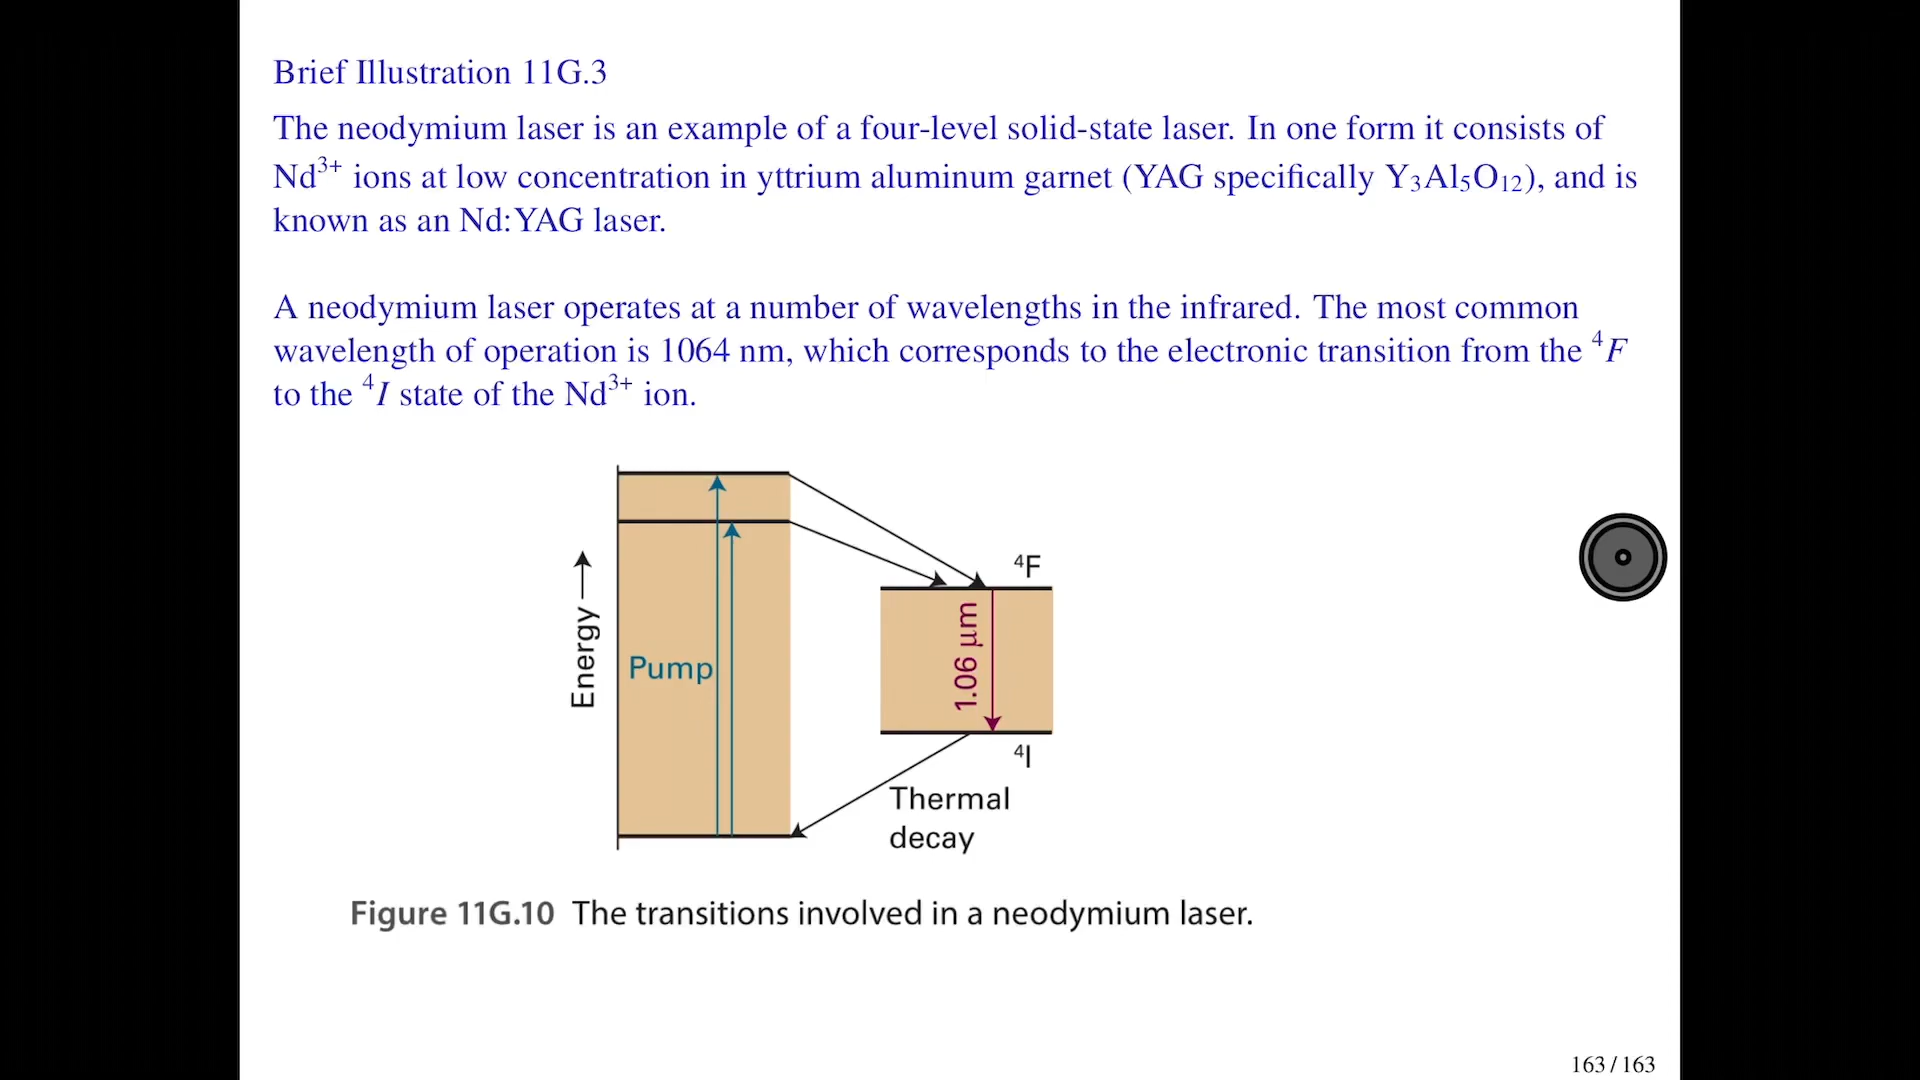 Brief Illustration 11G.3
The neodymium laser is an example of a four-level solid-state laser. In one form it consists of
Nd³⁺ ions at low concentration in yttrium aluminum garnet (YAG specifically Y₃Al₅O₁₂), and is
known as an Nd:YAG laser.
A neodymium laser operates at a number of wavelengths in the infrared. The most common
wavelength of operation is 1064 nm, which corresponds to the electronic transition from the ⁴F
to the ⁴I state of the Nd³⁺ ion.
Energy
Pump
⁴F
1.06 µm
⁴I
Thermal
decay
Figure 11G.10 The transitions involved in a neodymium laser.
163 / 163